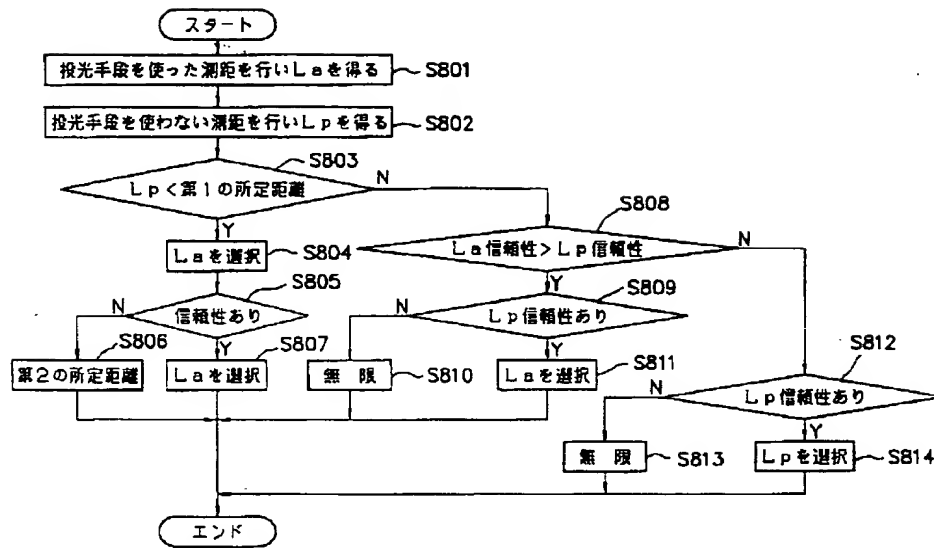 スタート
投光手段を使った測距を行いLaを得る
S801
投光手段を使わない測距を行いLpを得る
S802
S803
Lp<第1の所定距離
N
Y
S808
La信頼性>Lp信頼性
N
Y
Laを選択
S804
S805
信頼性あり
N
Y
S809
Lp信頼性あり
N
Y
S806
第2の所定距離
S807
Laを選択
無限
S810
Laを選択
S811
S812
Lp信頼性あり
N
Y
無限
S813
Lpを選択
S814
エンド